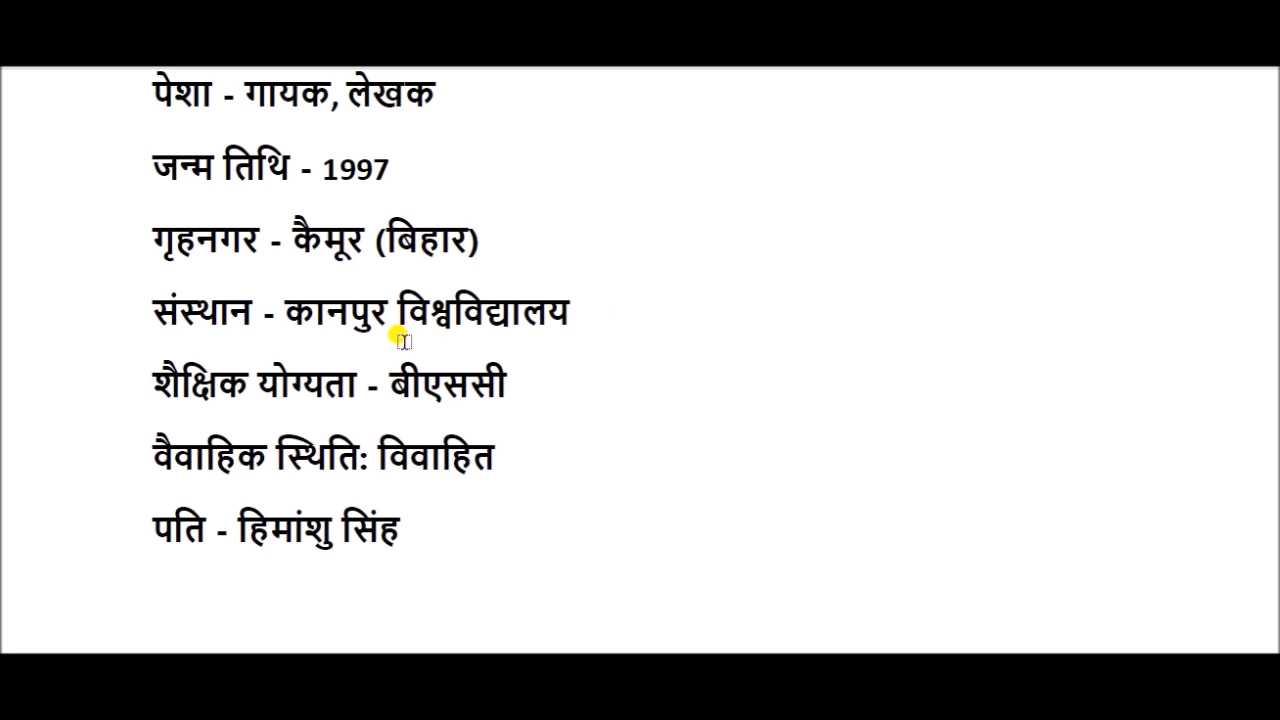 पेशा - गायक, लेखक
जन्म तिथि - 1997
गृहनगर - कैमूर (बिहार)
संस्थान - कानपुर विश्वविद्यालय
शैक्षिक योग्यता - बीएससी
वैवाहिक स्थिति: विवाहित
पति - हिमांशु सिंह